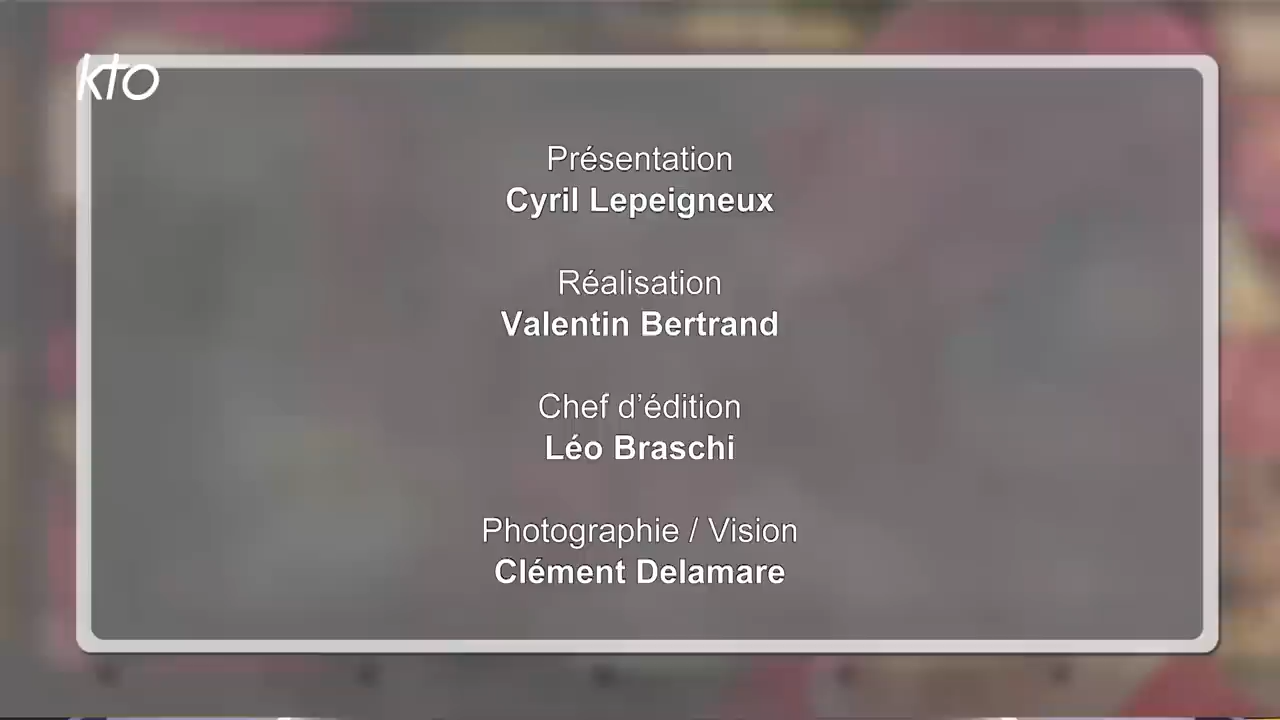 kto
Présentation
Cyril Lepeigneux
Réalisation
Valentin Bertrand
Chef d’édition
Léo Braschi
Photographie / Vision
Clément Delamare